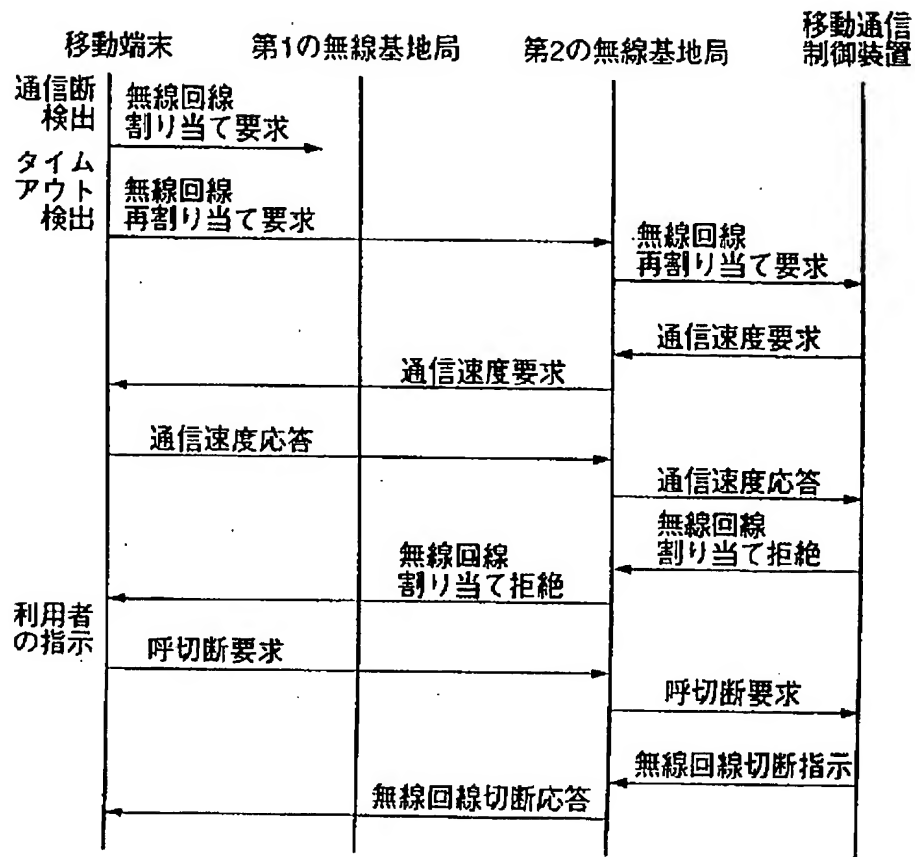 移動端末
第1の無線基地局
第2の無線基地局
移動通信
制御装置
通信断
検出
無線回線
割り当て要求
タイム
アウト
検出
無線回線
再割り当て要求
無線回線
再割り当て要求
通信速度要求
通信速度要求
通信速度応答
通信速度応答
無線回線
割り当て拒絶
無線回線
割り当て拒絶
利用者
の指示
呼切断要求
呼切断要求
無線回線切断指示
無線回線切断応答